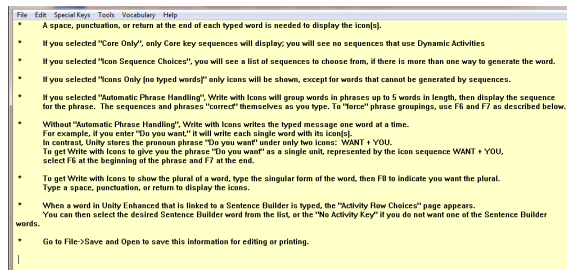 File Edit Special Keys Tools Vocabulary Help
* A space, punctuation, or return at the end of each typed word is needed to display the icon(s).
* If you selected "Core Only", only Core key sequences will display; you will see no sequences that use Dynamic Activities
* If you selected "Icon Sequence Choices", you will see a list of sequences to choose from, if there is more than one way to generate the word.
* If you selected "Icons Only (no typed words)" only icons will be shown, except for words that cannot be generated by sequences.
* If you selected "Automatic Phrase Handling", Write with Icons will group words in phrases up to 5 words in length, then display the sequence
for the phrase. The sequences and phrases "correct" themselves as you type. To "force" phrase groupings, use F6 and F7 as described below.
* Without "Automatic Phrase Handling", Write with Icons writes the typed message one word at a time.
For example, if you enter "Do you want," it will write each single word with its icon(s).
In contrast, Unity stores the pronoun phrase "Do you want" under only two icons: WANT + YOU.
To get Write with Icons to give you the phrase "Do you want" as a single unit, represented by the icon sequence WANT + YOU,
select F6 at the beginning of the phrase and F7 at the end.
* To get Write with Icons to show the plural of a word, type the singular form of the word, then F8 to indicate you want the plural.
Type a space, punctuation, or return to display the icons.
* When a word in Unity Enhanced that is linked to a Sentence Builder is typed, the "Activity Row Choices" page appears.
You can then select the desired Sentence Builder word from the list, or the "No Activity Key" if you do not want one of the Sentence Builder
words.
* Go to File->Save and Open to save this information for editing or printing.